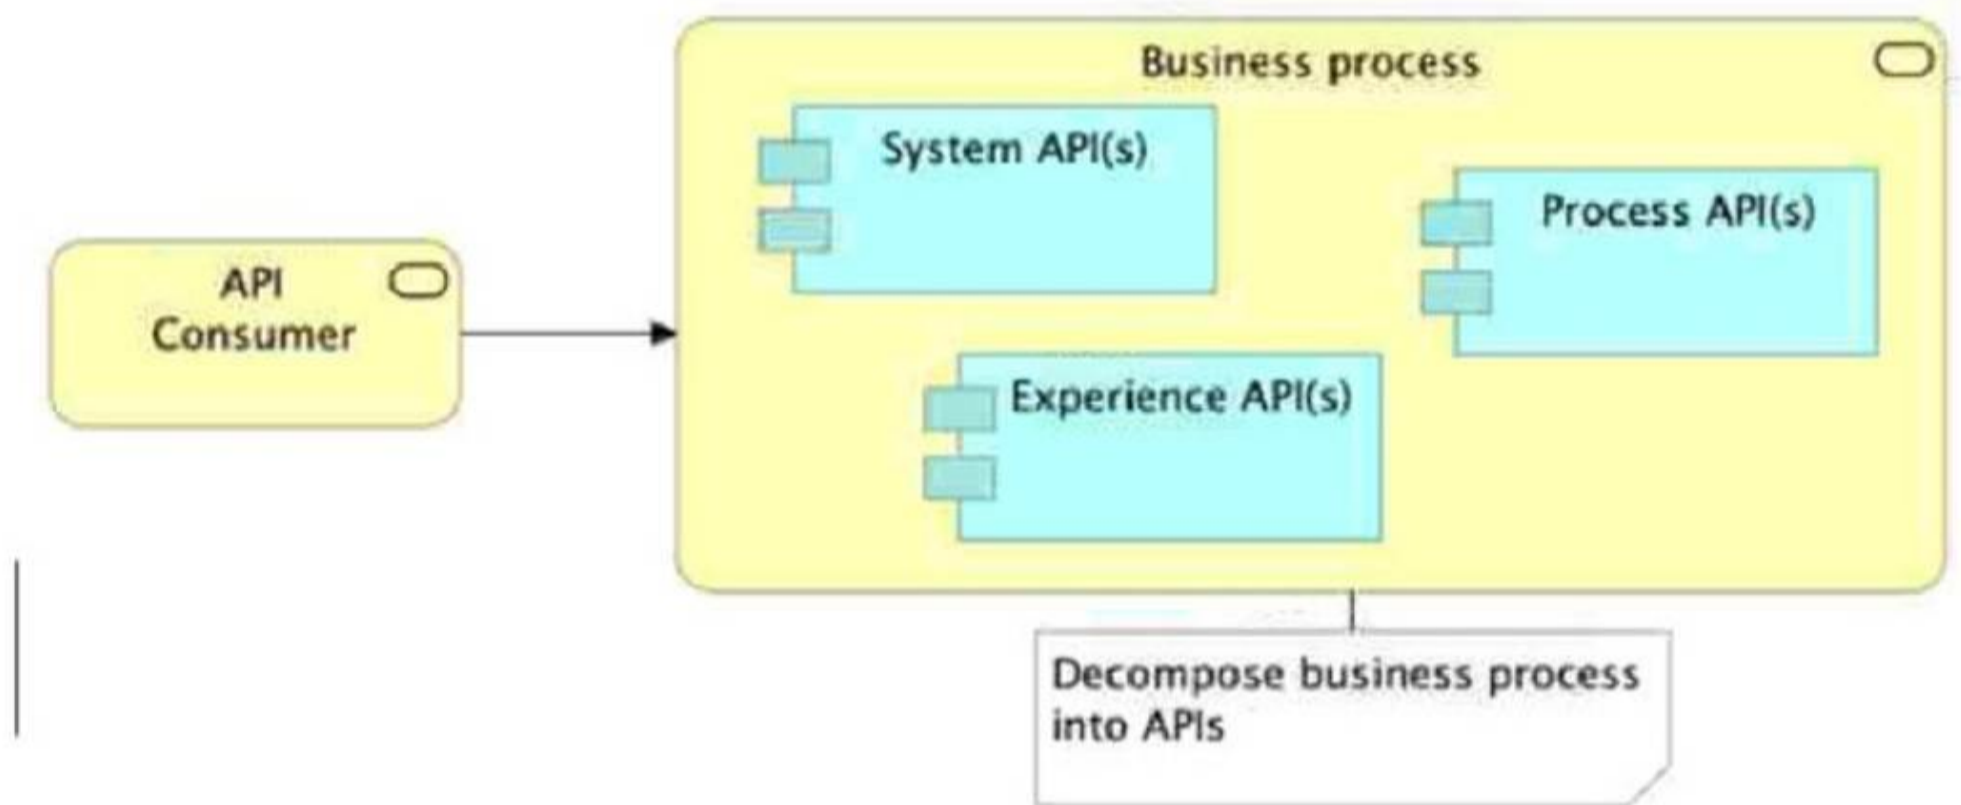 Business process
System API(s)
Process API(s)
API
Consumer
Experience API(s)
Decompose business process
into APIs